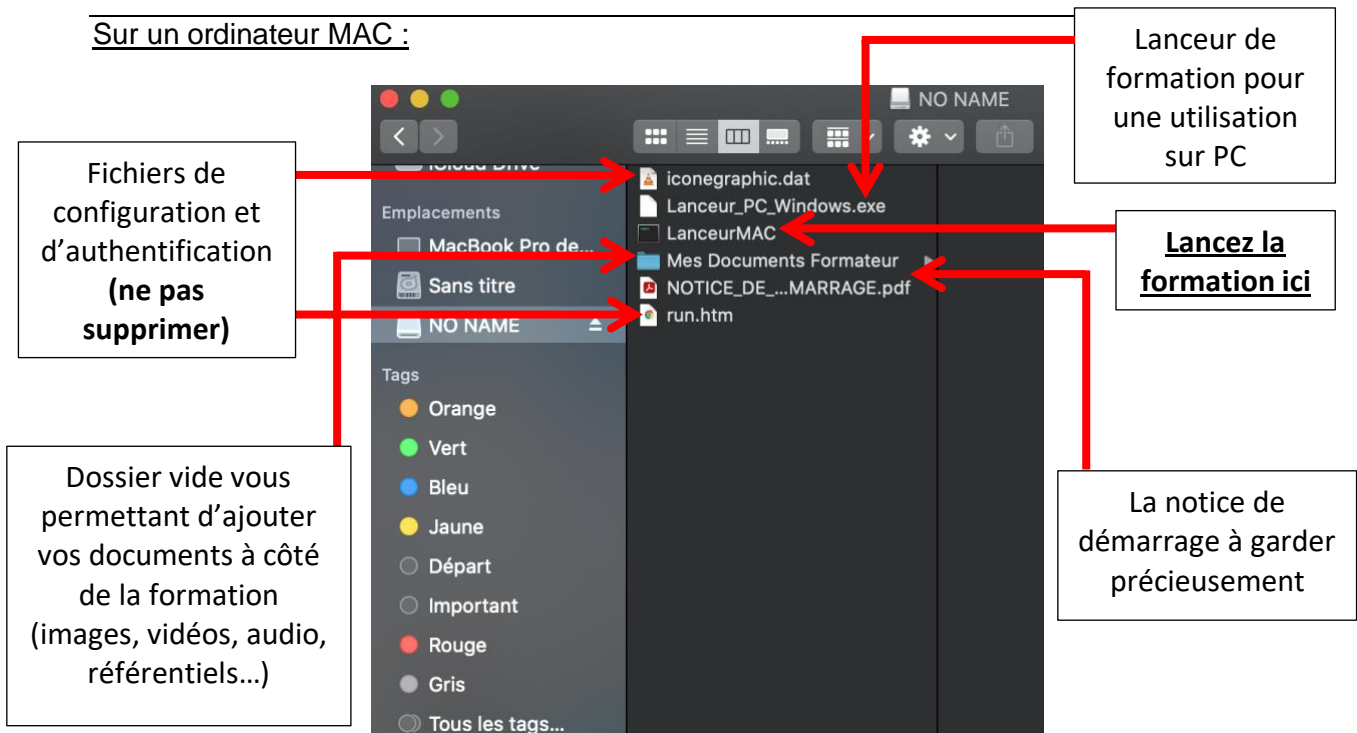 Sur un ordinateur MAC :
Lanceur de
formation pour
une utilisation
sur PC
Fichiers de
configuration et
d'authentification
(ne pas
supprimer)
Lancez la
formation ici
Dossier vide vous
permettant d'ajouter
vos documents à côté
de la formation
(images, vidéos, audio,
référentiels…)
La notice de
démarrage à garder
précieusement
NO NAME
iCloud Drive
Emplacements
MacBook Pro de...
Sans titre
NO NAME
Tags
Orange
Vert
Bleu
Jaune
Départ
Important
Rouge
Gris
Tous les tags...
iconegraphic.dat
Lanceur_PC_Windows.exe
LanceurMAC
Mes Documents Formateur
NOTICE_DE_...MARRAGE.pdf
run.htm